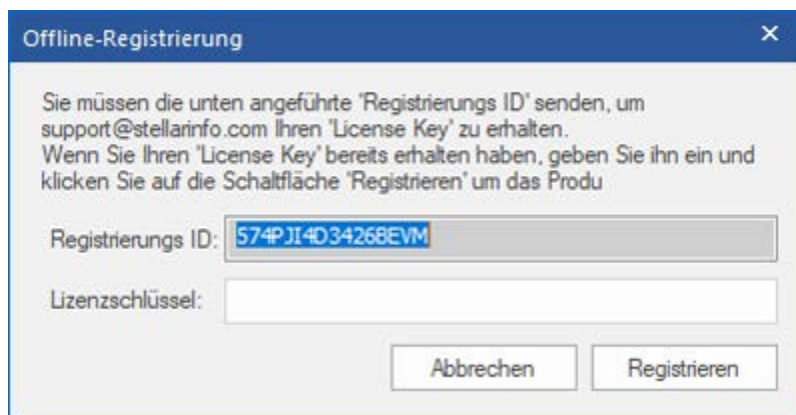 Offline-Registrierung
Sie müssen die unten angeführte "Registrierungs ID" senden, um
support@stellarinfo.com Ihren "License Key" zu erhalten.
Wenn Sie Ihren "License Key" bereits erhalten haben, geben Sie ihn ein und
klicken Sie auf die Schaltfläche "Registrieren" um das Produ
Registrierungs ID: 574PJI4D3426BEVM
Lizenzschlüssel:
Abbrechen Registrieren